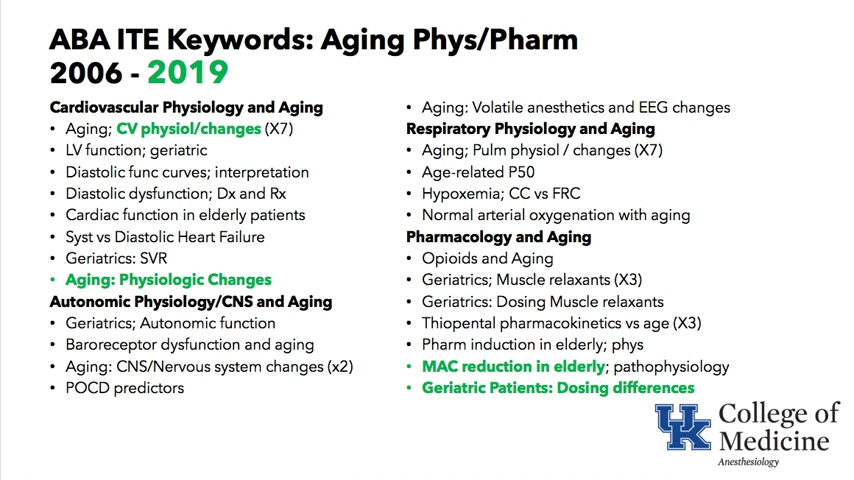 ABA ITE Keywords: Aging Phys/Pharm
2006 - 2019
Cardiovascular Physiology and Aging
• Aging; CV physiol/changes (X7)
• LV function; geriatric
• Diastolic func curves; interpretation
• Diastolic dysfunction; Dx and Rx
• Cardiac function in elderly patients
• Syst vs Diastolic Heart Failure
• Geriatrics: SVR
• Aging: Physiologic Changes
Autonomic Physiology/CNS and Aging
• Geriatrics; Autonomic function
• Baroreceptor dysfunction and aging
• Aging: CNS/Nervous system changes (x2)
• POCD predictors
• Aging: Volatile anesthetics and EEG changes
Respiratory Physiology and Aging
• Aging; Pulm physiol / changes (X7)
• Age-related P50
• Hypoxemia; CC vs FRC
• Normal arterial oxygenation with aging
Pharmacology and Aging
• Opioids and Aging
• Geriatrics; Muscle relaxants (X3)
• Geriatrics: Dosing Muscle relaxants
• Thiopental pharmacokinetics vs age (X3)
• Pharm induction in elderly; phys
• MAC reduction in elderly; pathophysiology
• Geriatric Patients: Dosing differences
UK
College of
Medicine
Anesthesiology